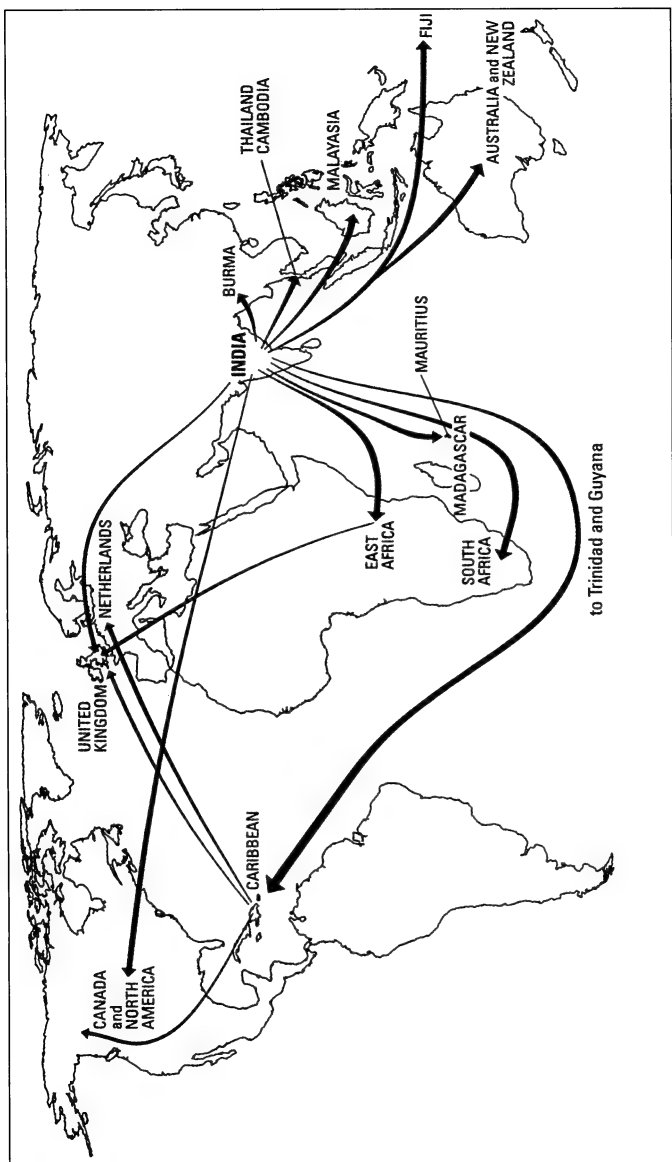 CANADA
and
NORTH
AMERICA
UNITED
KINGDOM
NETHERLANDS
CARIBBEAN
INDIA
BURMA
THAILAND
CAMBODIA
MALAYASIA
FIJI
AUSTRALIA and NEW
ZEALAND
MAURITIUS
MADAGASCAR
EAST
AFRICA
SOUTH
AFRICA
to Trinidad and Guyana